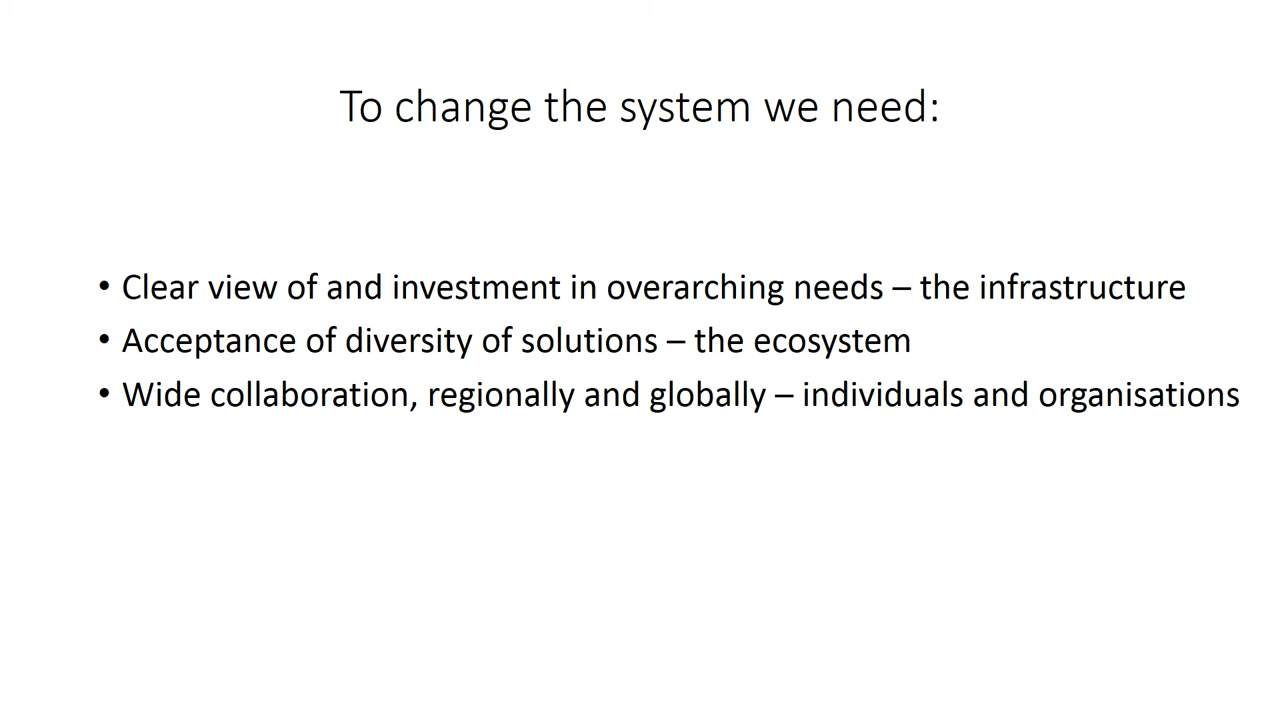 To change the system we need:
• Clear view of and investment in overarching needs – the infrastructure
• Acceptance of diversity of solutions – the ecosystem
• Wide collaboration, regionally and globally – individuals and organisations